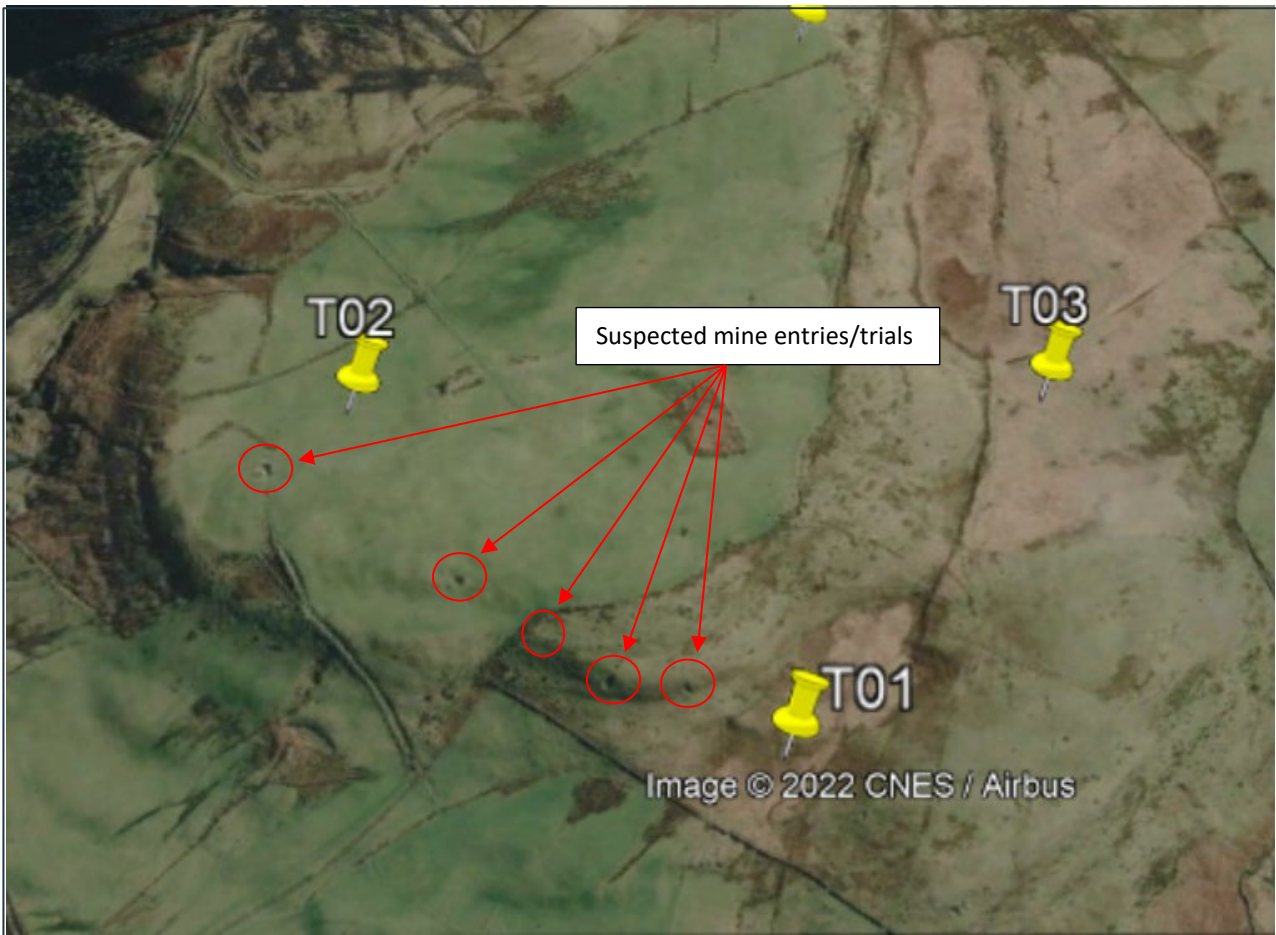 T02
Suspected mine entries/trials
T03
T01
Image © 2022 CNES / Airbus